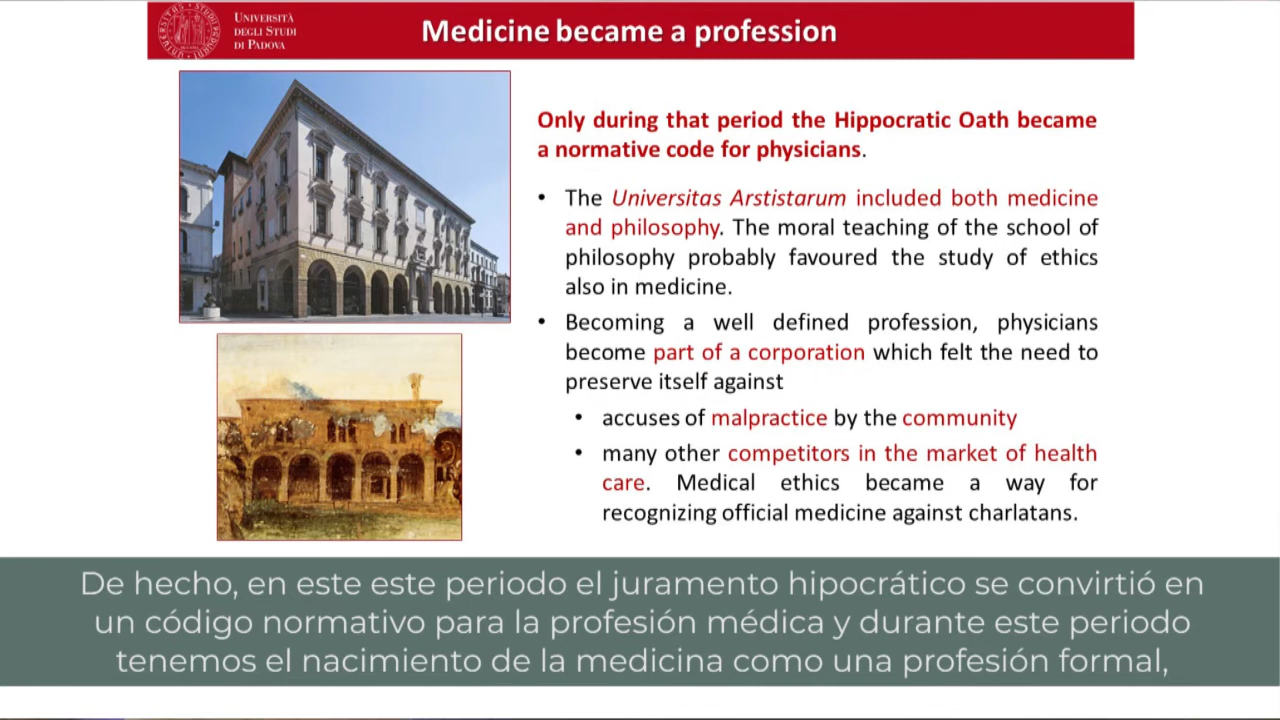 UNIVERSITÀ
DEGLI STUDI
DI PADOVA
Medicine became a profession
Only during that period the Hippocratic Oath became
a normative code for physicians.
• The Universitas Arstistarum included both medicine
and philosophy. The moral teaching of the school of
philosophy probably favoured the study of ethics
also in medicine.
• Becoming a well defined profession, physicians
become part of a corporation which felt the need to
preserve itself against
• accuses of malpractice by the community
• many other competitors in the market of health
care. Medical ethics became a way for
recognizing official medicine against charlatans.
De hecho, en este este periodo el juramento hipocrático se convirtió en
un código normativo para la profesión médica y durante este periodo
tenemos el nacimiento de la medicina como una profesión formal,